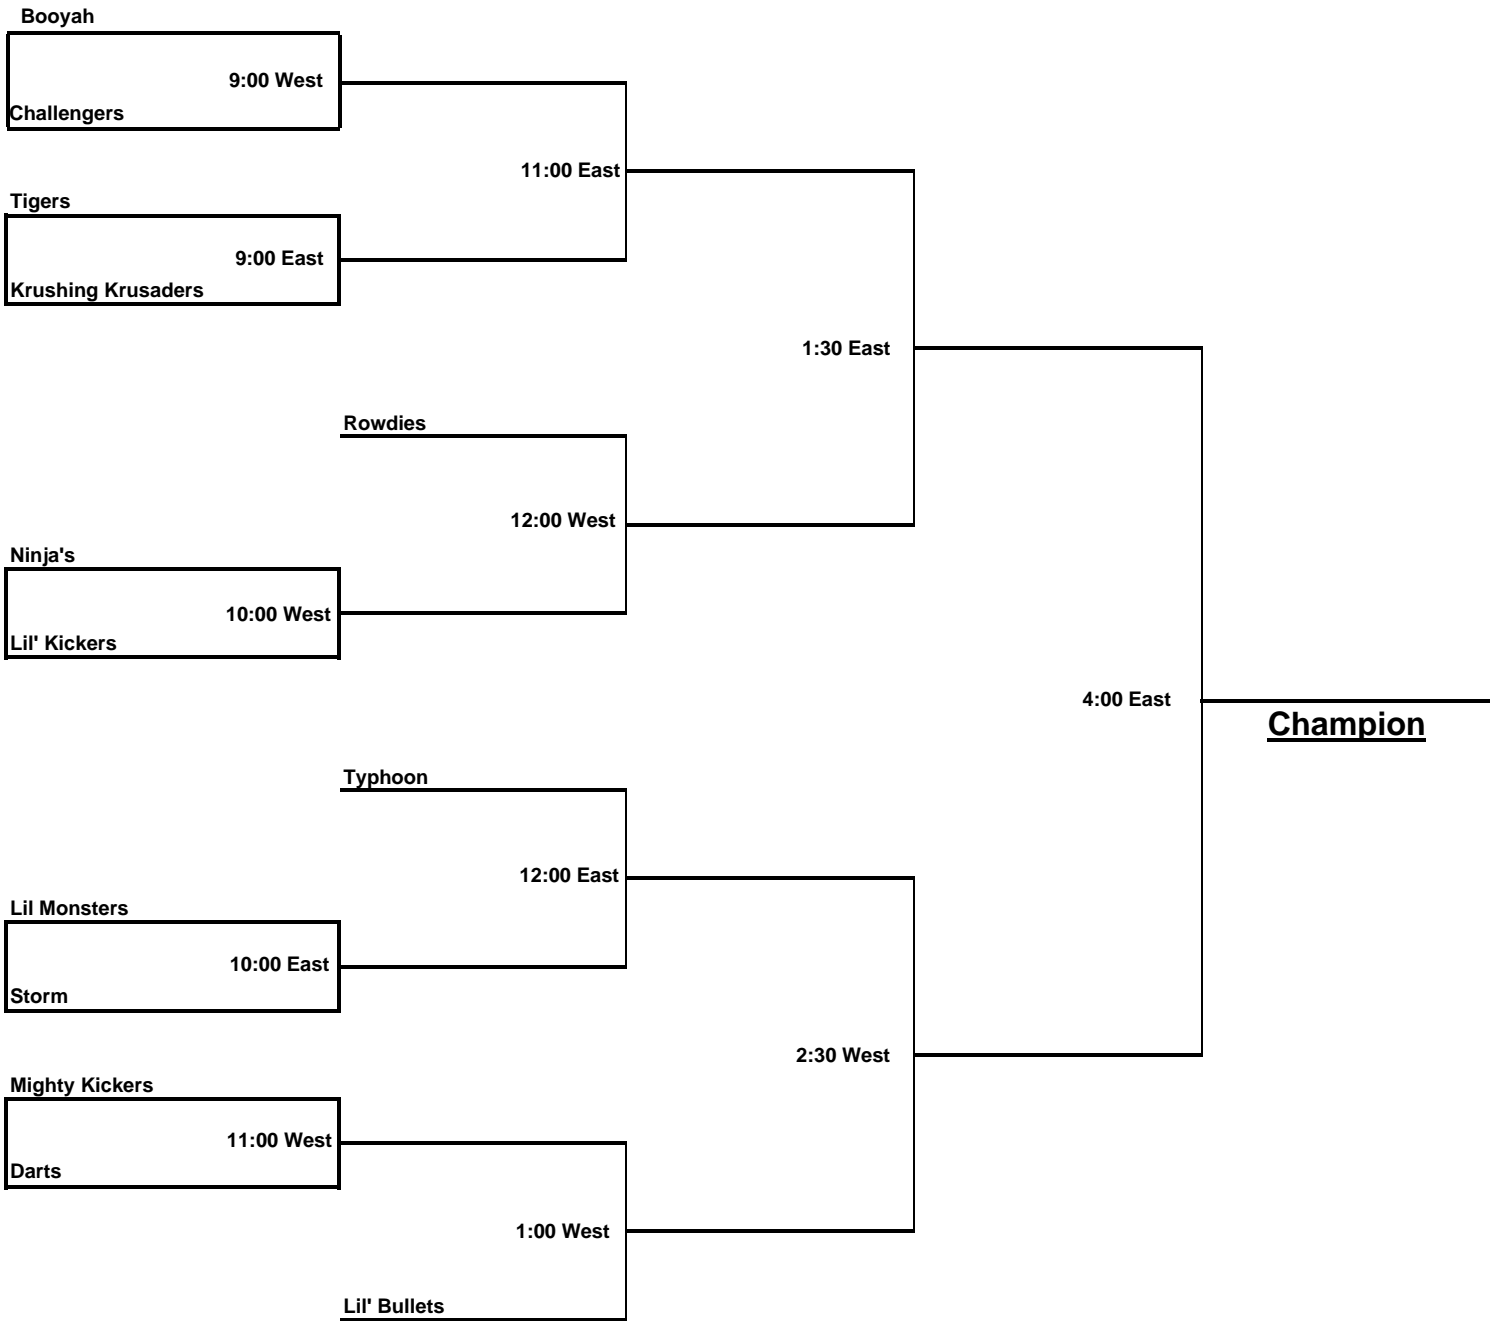 Booyah
9:00 West
Challengers
11:00 East
Tigers
9:00 East
Krushing Krusaders
1:30 East
Rowdies
12:00 West
Ninja's
10:00 West
Lil' Kickers
4:00 East
Champion
Typhoon
12:00 East
Lil Monsters
10:00 East
Storm
2:30 West
Mighty Kickers
11:00 West
Darts
1:00 West
Lil' Bullets